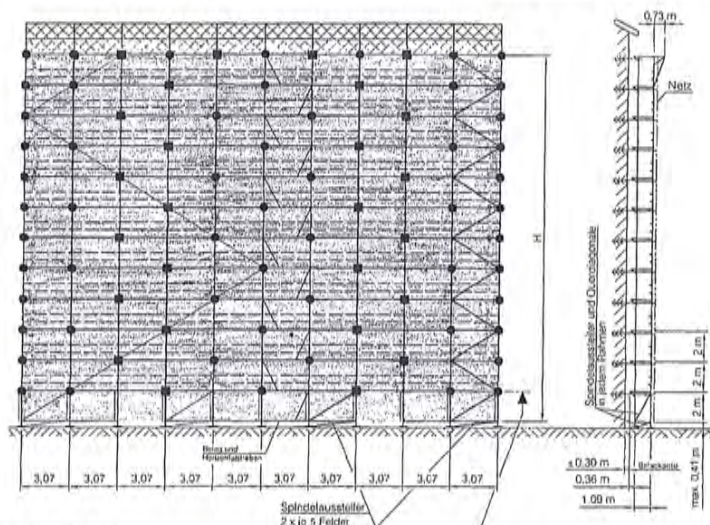 0,73 m
Netz
H
Spindelaussteller und Querdiagonale
in jedem Rahmen
2 m
2 m
2 m
Horizontalstreben
≤ 0.30 m
0.36 m
1.09 m
max. 0,41 m
3,07 3,07 3,07 3,07 3,07 3,07 3,07 3,07 3,07 3,07
Spindelaussteller
2 x je 5 Felder